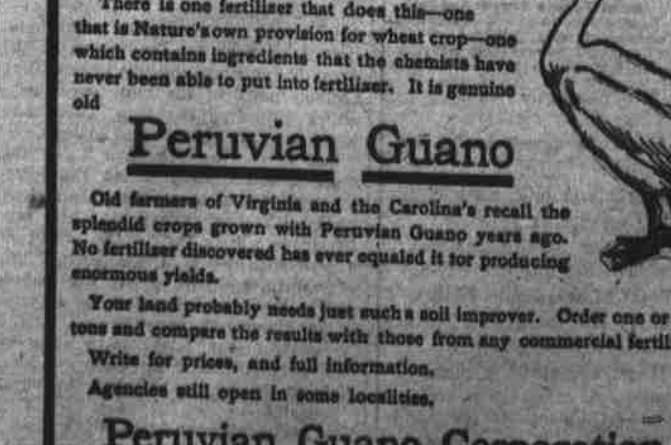 There is one fertiliser that does this—one
that is Nature's own provision for wheat crop—one
which contains ingredients that the chemists have
never been able to put into fertiliser. It is genuine
old
Peruvian Guano
Old farmers of Virginia and the Carolina's recall the
splendid crops grown with Peruvian Guano years ago.
No fertiliser discovered has ever equaled it for producing
enormous yields.
Your land probably needs just such a soil improver. Order one or
tons and compare the results with those from any commercial fertil
Write for prices, and full information.
Agencies still open in some localities.
Peruvian Guano Corporation